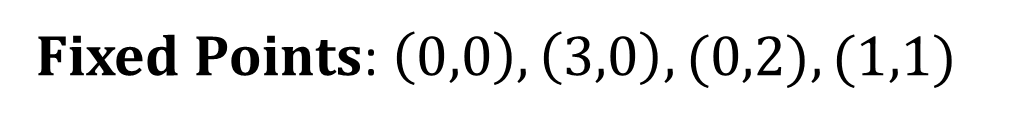 Fixed Points: (0,0), (3,0), (0,2), (1,1)